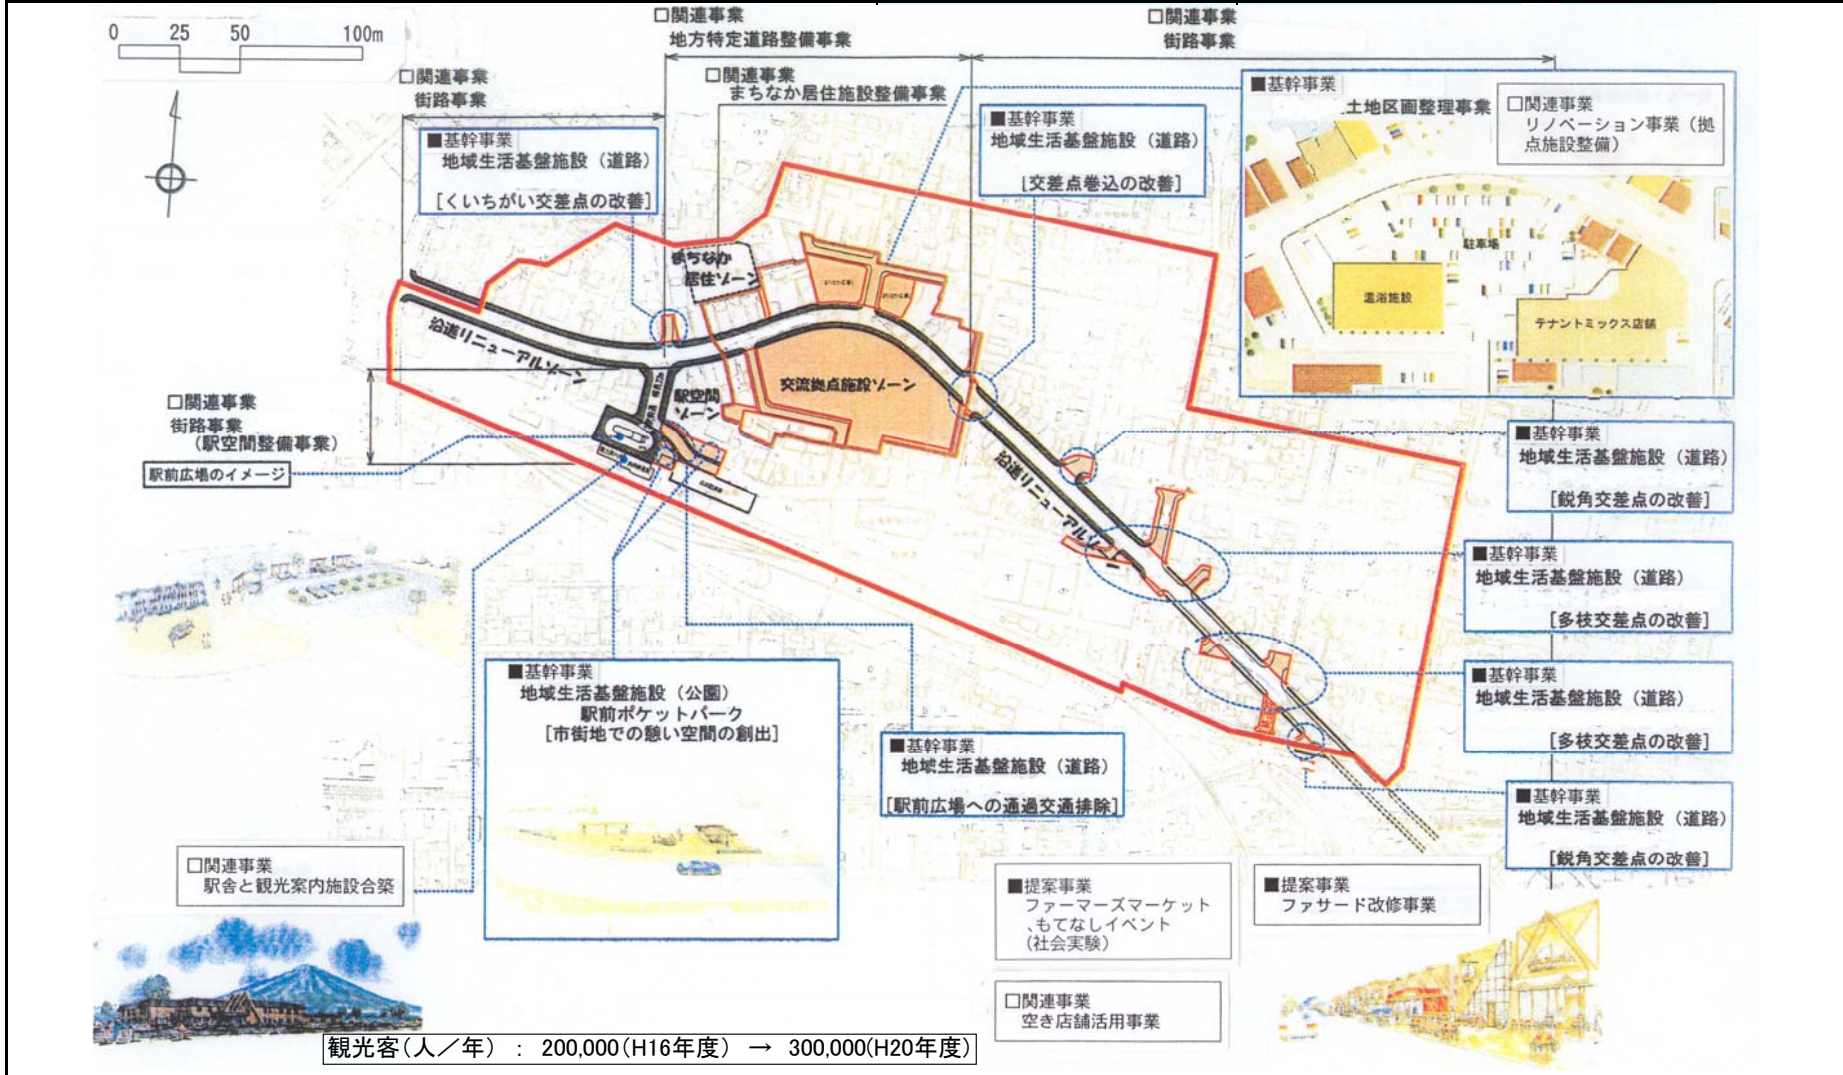 0 25 50 100m
□関連事業
地方特定道路整備事業
□関連事業
街路事業
□関連事業
街路事業
□関連事業
まちなか居住施設整備事業
■基幹事業
地域生活基盤施設（道路）
[くいちがい交差点の改善]
■基幹事業
地域生活基盤施設（道路）
[交差点巻込の改善]
■基幹事業
土地区画整理事業
□関連事業
リノベーション事業（拠
点施設整備）
駐車場
温浴施設
テナントミックス店舗
まちなか
居住ゾーン
沿道リニューアルゾーン
交流拠点施設ゾーン
駅空間
ゾーン
沿道リニューアルゾーン
□関連事業
街路事業
（駅空間整備事業）
駅前広場のイメージ
■基幹事業
地域生活基盤施設（道路）
[鋭角交差点の改善]
■基幹事業
地域生活基盤施設（道路）
[多枝交差点の改善]
■基幹事業
地域生活基盤施設（道路）
[多枝交差点の改善]
■基幹事業
地域生活基盤施設（道路）
[鋭角交差点の改善]
■基幹事業
地域生活基盤施設（公園）
駅前ポケットパーク
[市街地での憩い空間の創出]
■基幹事業
地域生活基盤施設（道路）
[駅前広場への通過交通排除]
□関連事業
駅舎と観光案内施設合築
■提案事業
ファーマーズマーケット
、もてなしイベント
（社会実験）
■提案事業
ファサード改修事業
□関連事業
空き店舗活用事業
観光客（人／年） ： 200,000（H16年度） → 300,000（H20年度）